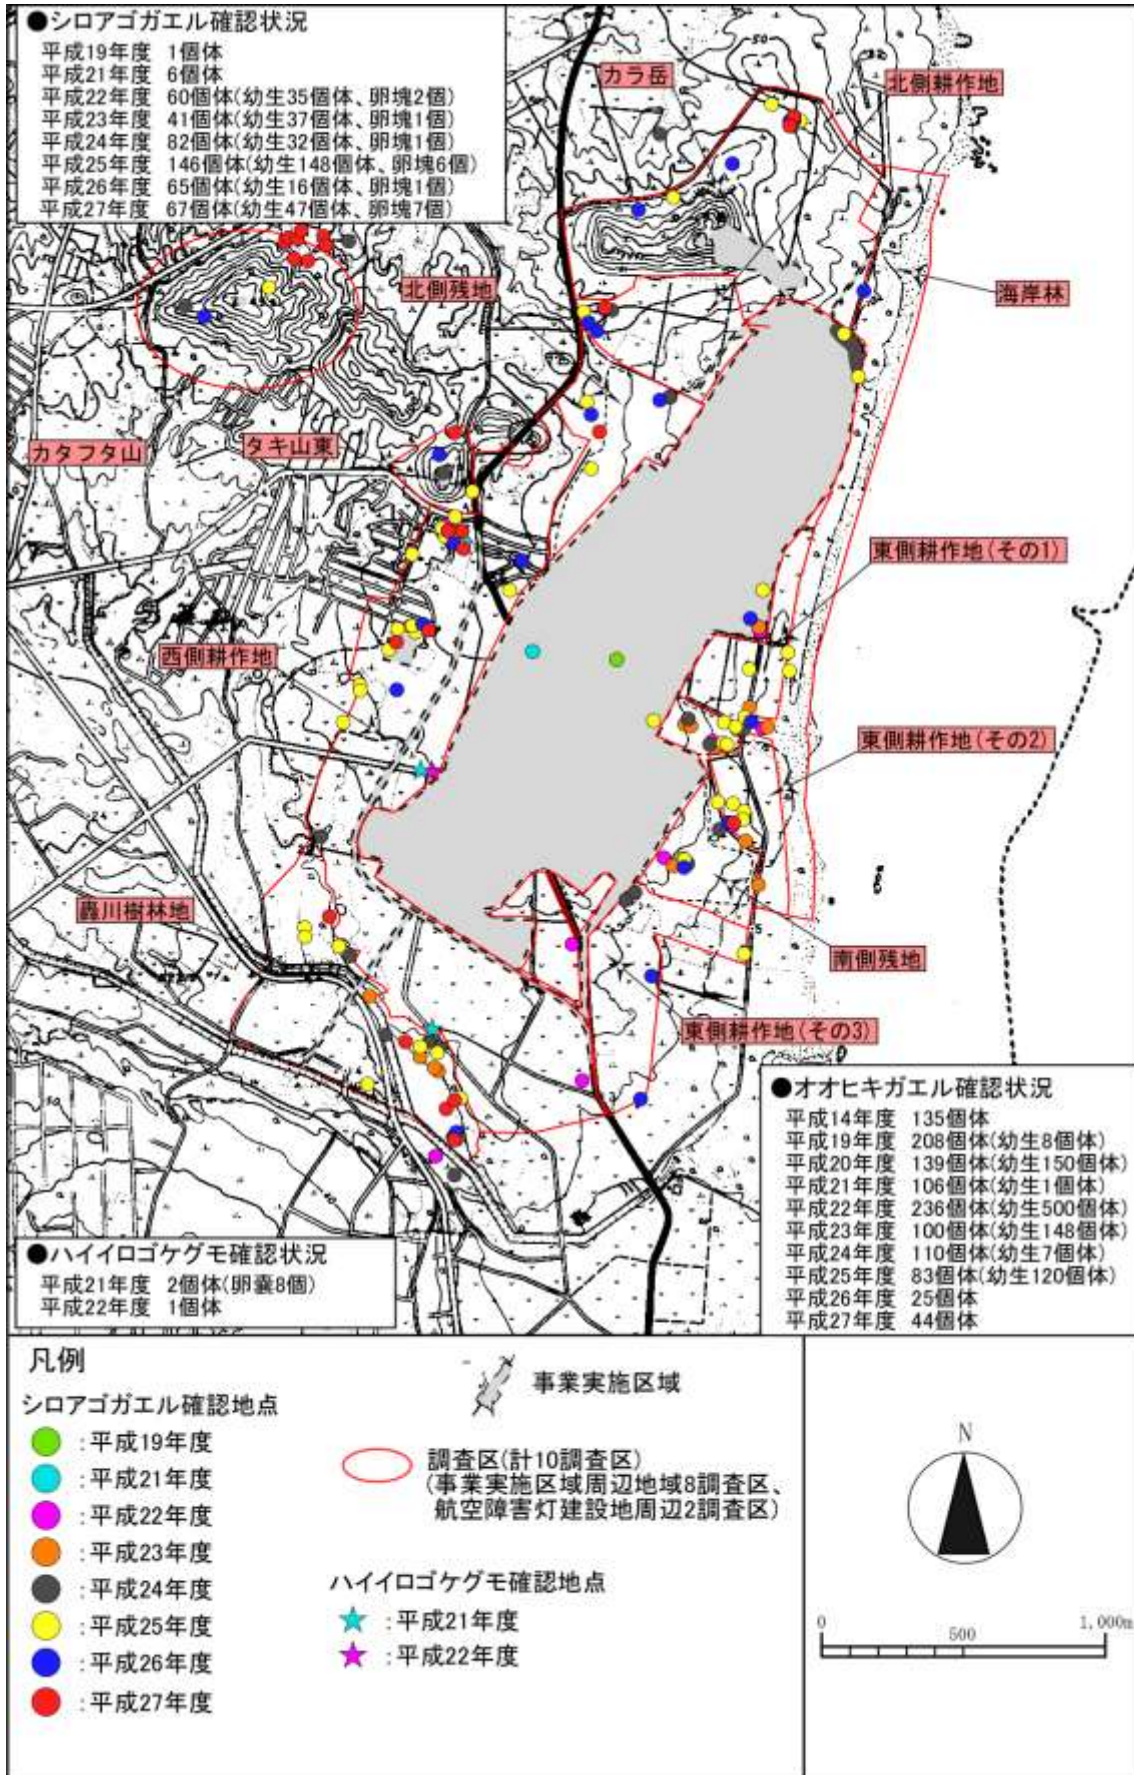 ●シロアゴガエル確認状況
平成19年度 1個体
平成21年度 6個体
平成22年度 60個体(幼生35個体、卵塊2個)
平成23年度 41個体(幼生37個体、卵塊1個)
平成24年度 82個体(幼生32個体、卵塊1個)
平成25年度 146個体(幼生148個体、卵塊6個)
平成26年度 65個体(幼生16個体、卵塊1個)
平成27年度 67個体(幼生47個体、卵塊7個)
カラ岳
北側耕作地
北側残地
海岸林
カタフタ山
タキ山東
東側耕作地(その1)
西側耕作地
東側耕作地(その2)
轟川樹林地
南側残地
東側耕作地(その3)
●オオヒキガエル確認状況
平成14年度 135個体
平成19年度 208個体(幼生8個体)
平成20年度 139個体(幼生150個体)
平成21年度 106個体(幼生1個体)
平成22年度 236個体(幼生500個体)
平成23年度 100個体(幼生148個体)
平成24年度 110個体(幼生7個体)
平成25年度 83個体(幼生120個体)
平成26年度 25個体
平成27年度 44個体
●ハイイロゴケグモ確認状況
平成21年度 2個体(卵嚢8個)
平成22年度 1個体
凡例
シロアゴガエル確認地点
:平成19年度
:平成21年度
:平成22年度
:平成23年度
:平成24年度
:平成25年度
:平成26年度
:平成27年度
事業実施区域
調査区(計10調査区)
(事業実施区域周辺地域8調査区、
航空障害灯建設地周辺2調査区)
ハイイロゴケグモ確認地点
:平成21年度
:平成22年度
N
0 500 1,000m